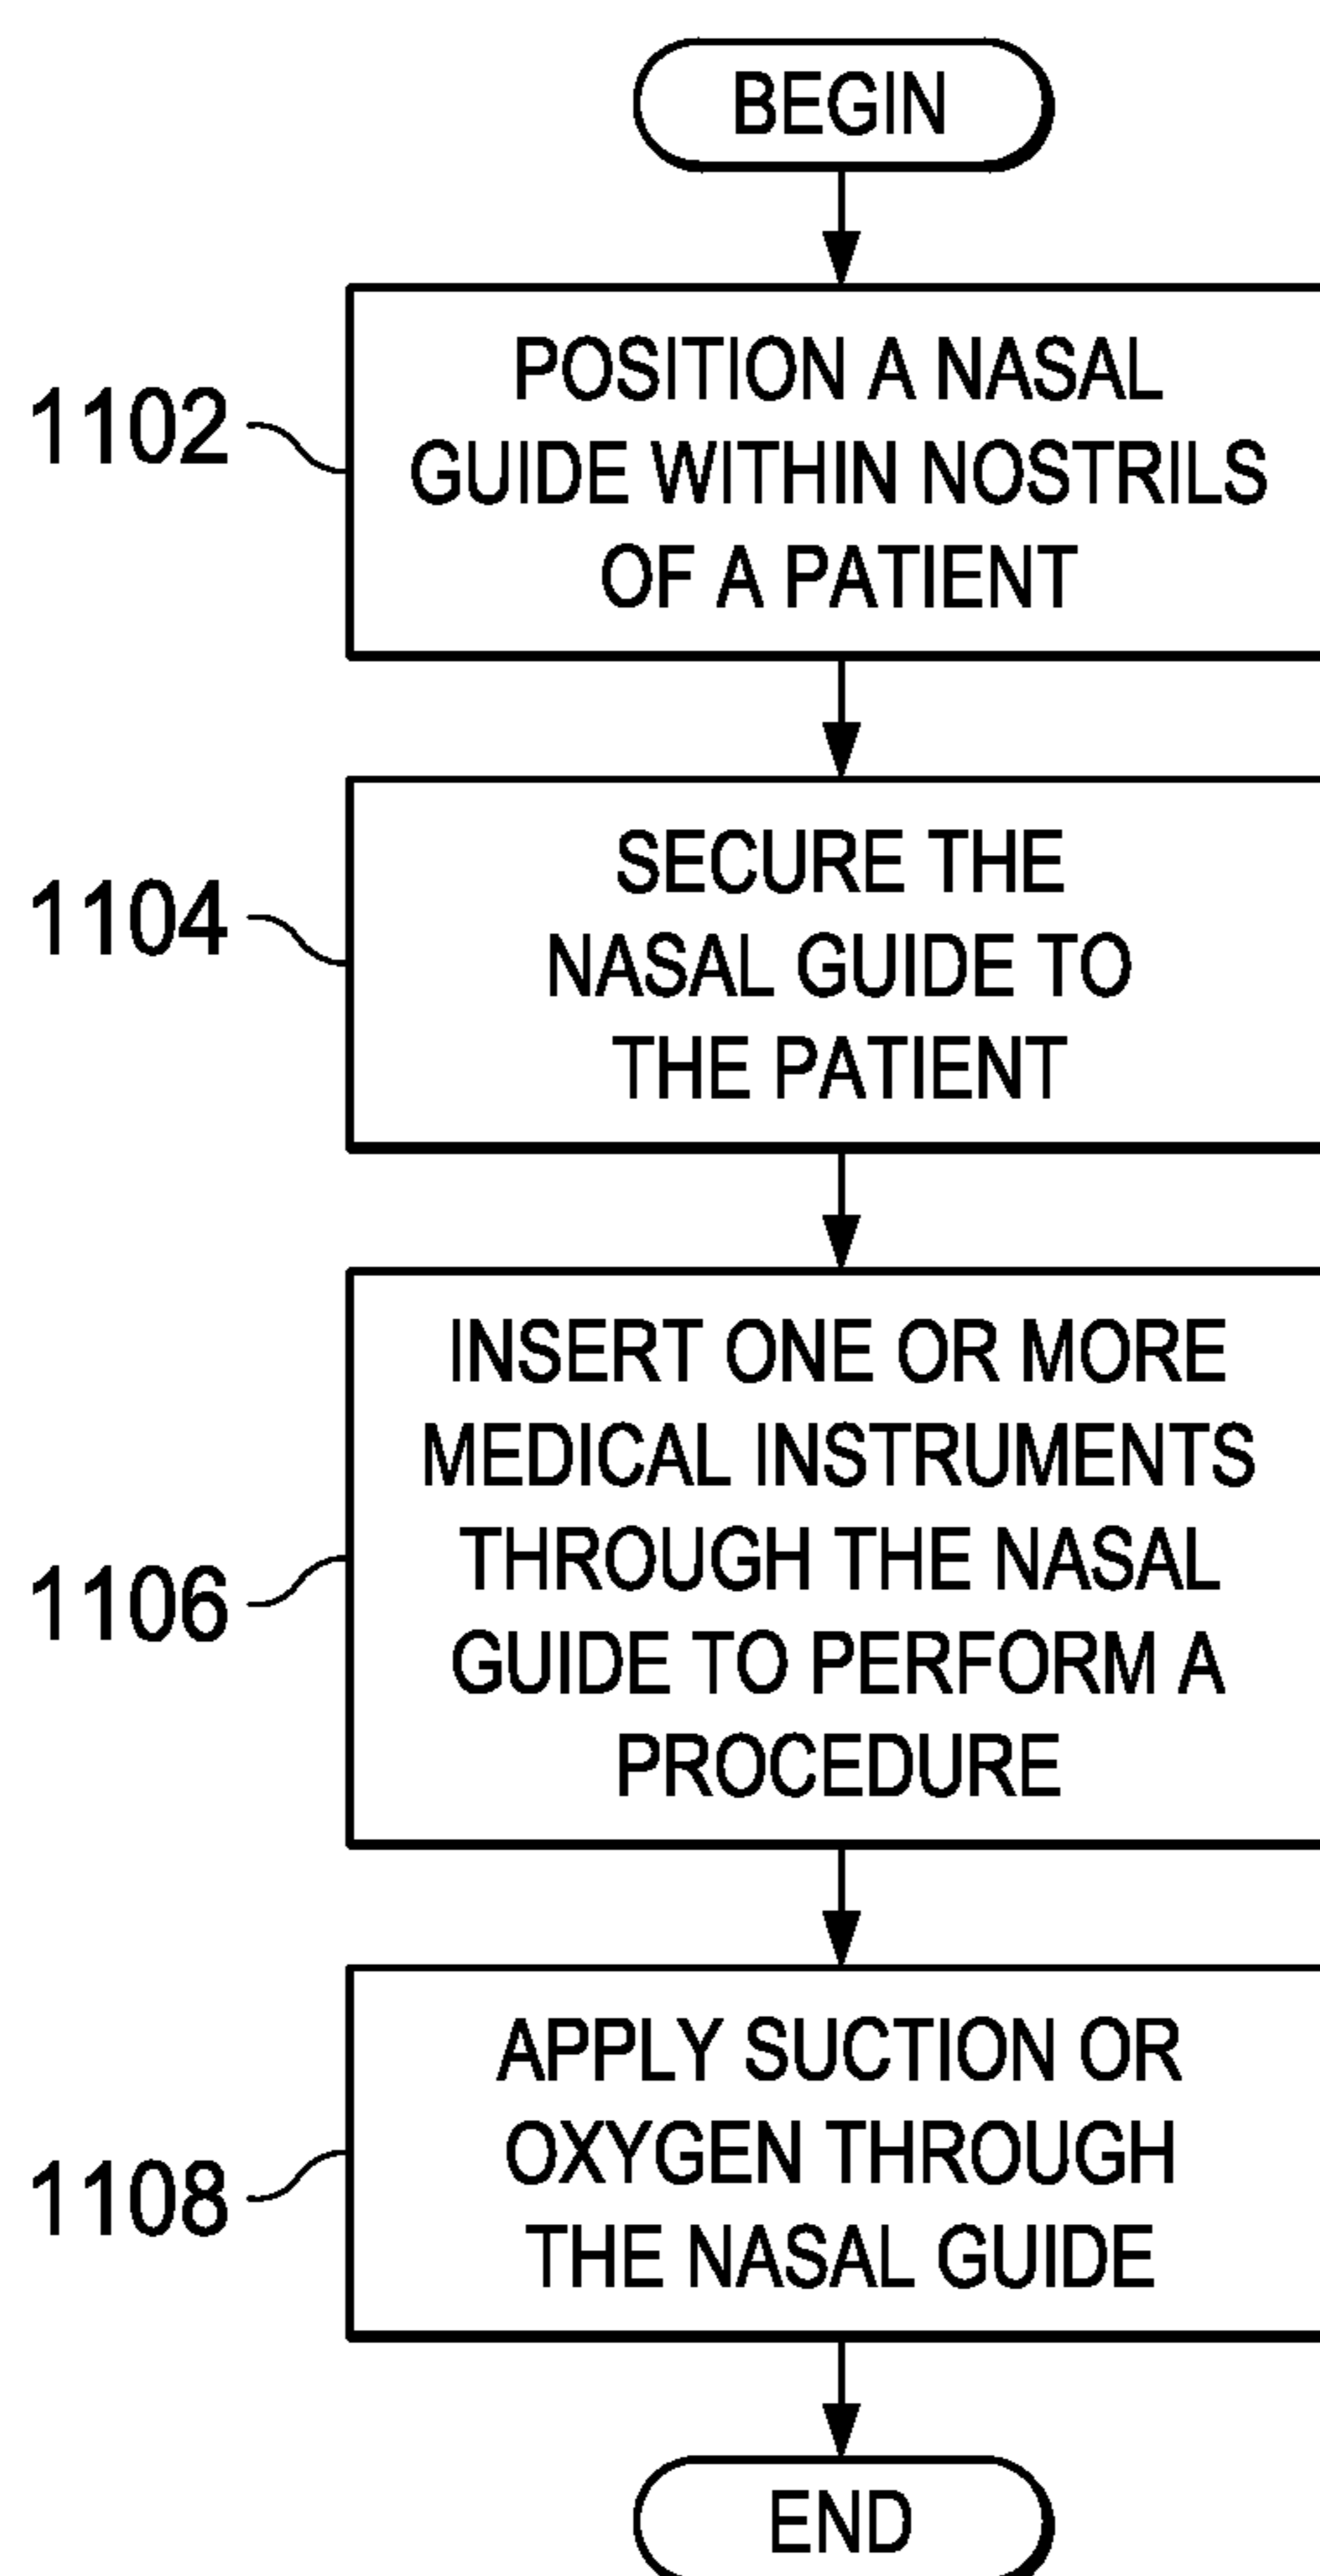 BEGIN
1102
POSITION A NASAL
GUIDE WITHIN NOSTRILS
OF A PATIENT
1104
SECURE THE
NASAL GUIDE TO
THE PATIENT
1106
INSERT ONE OR MORE
MEDICAL INSTRUMENTS
THROUGH THE NASAL
GUIDE TO PERFORM A
PROCEDURE
1108
APPLY SUCTION OR
OXYGEN THROUGH
THE NASAL GUIDE
END